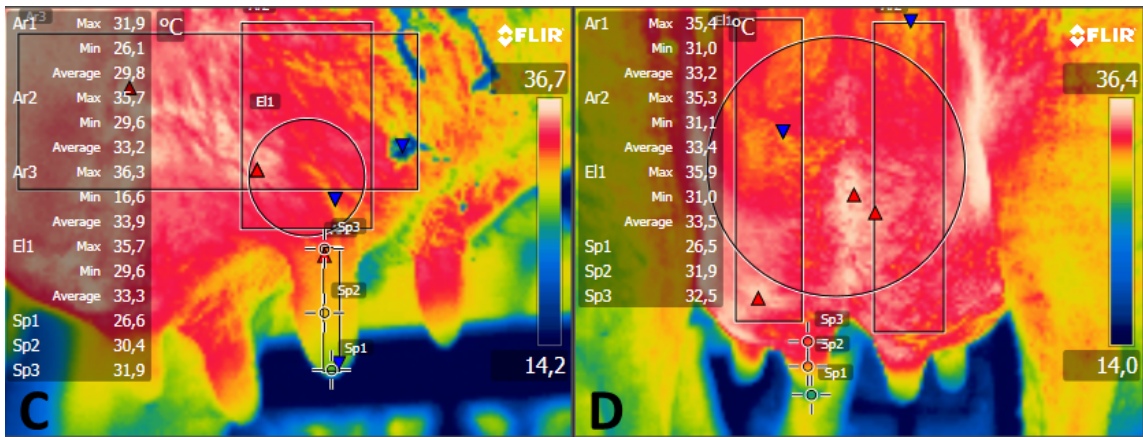 Ar3
Ar1 Max 31,9 °C
Min 26,1
Average 29,8
Ar2 Max 35,7
Min 29,6
Average 33,2
Ar3 Max 36,3
Min 16,6
Average 33,9
El1 Max 35,7
Min 29,6
Average 33,3
Sp1 26,6
Sp2 30,4
Sp3 31,9
El1
Sp3
Sp2
Sp1
FLIR
36,7
14,2
C
Ar1 Max 35,4 °C
Min 31,0
Average 33,2
Ar2 Max 35,3
Min 31,1
Average 33,4
El1 Max 35,9
Min 31,0
Average 33,5
Sp1 26,5
Sp2 31,9
Sp3 32,5
El1
Sp3
Sp2
Sp1
FLIR
36,4
14,0
D